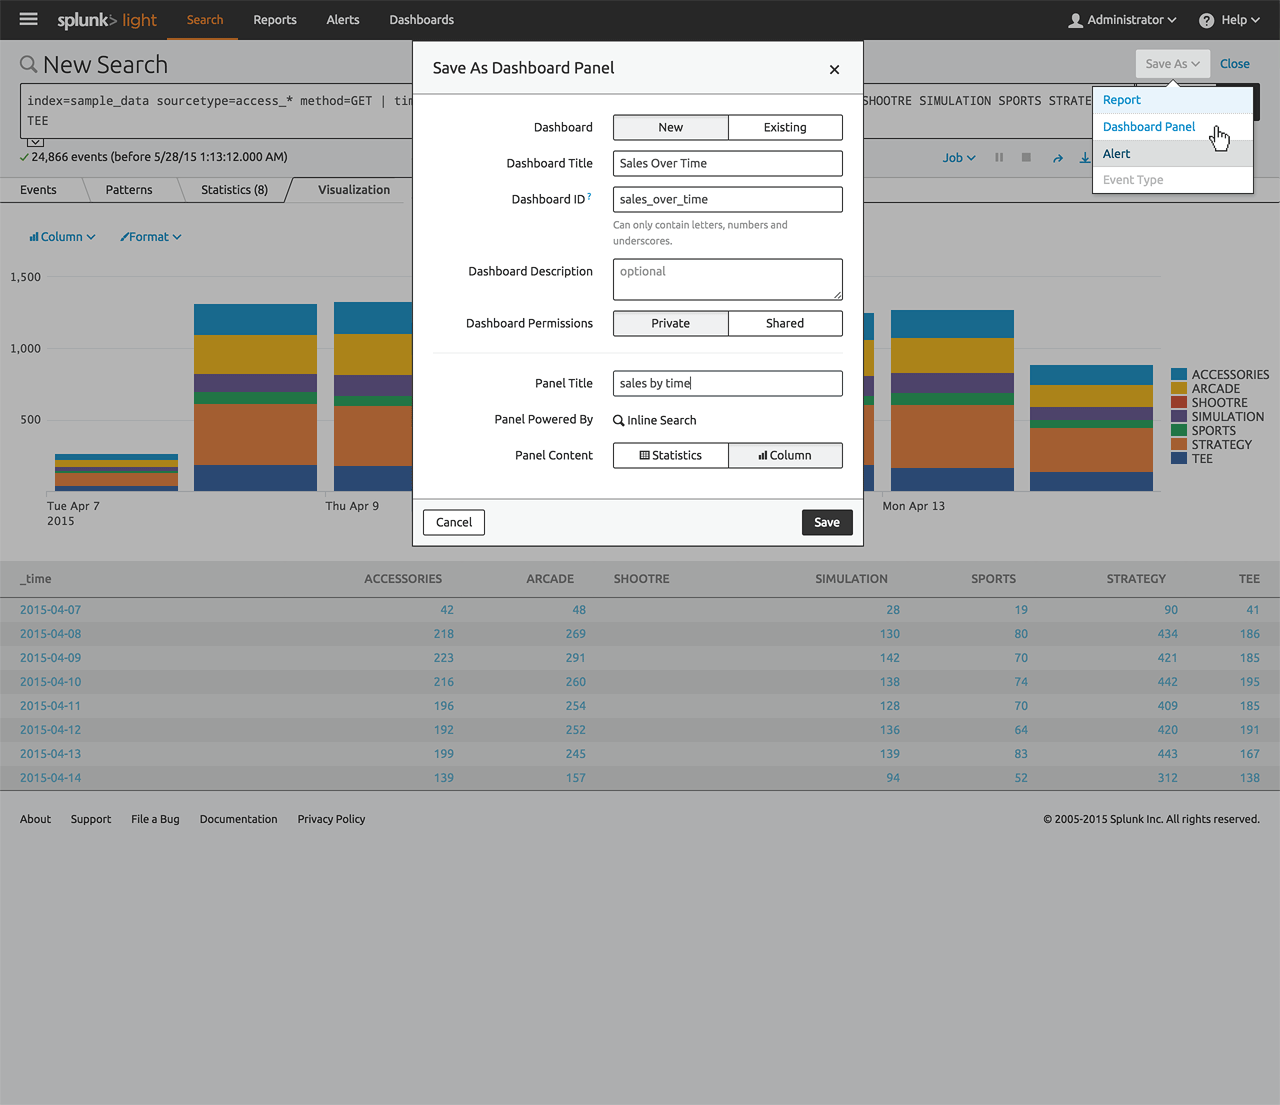 splunk> light Search Reports Alerts Dashboards Administrator Help
New Search
Save As Close
index=sample_data sourcetype=access_* method=GET | tim
SHOOTRE SIMULATION SPORTS STRATE
TEE
24,866 events (before 5/28/15 1:13:12.000 AM)
Job
Report
Dashboard Panel
Alert
Event Type
Events Patterns Statistics (8) Visualization
Column Format
1,500
1,000
500
Tue Apr 7
2015
Thu Apr 9
Mon Apr 13
ACCESSORIES
ARCADE
SHOOTRE
SIMULATION
SPORTS
STRATEGY
TEE
Save As Dashboard Panel
Dashboard New Existing
Dashboard Title Sales Over Time
Dashboard ID ? sales_over_time
Can only contain letters, numbers and
underscores.
Dashboard Description optional
Dashboard Permissions Private Shared
Panel Title sales by time
Panel Powered By Inline Search
Panel Content Statistics Column
Cancel Save
_time ACCESSORIES ARCADE SHOOTRE SIMULATION SPORTS STRATEGY TEE
2015-04-07 42 48 28 19 90 41
2015-04-08 218 269 130 80 434 186
2015-04-09 223 291 142 70 421 185
2015-04-10 216 260 138 74 442 195
2015-04-11 196 254 128 70 409 185
2015-04-12 192 252 136 64 420 191
2015-04-13 199 245 139 83 443 167
2015-04-14 139 157 94 52 312 138
About Support File a Bug Documentation Privacy Policy © 2005-2015 Splunk Inc. All rights reserved.